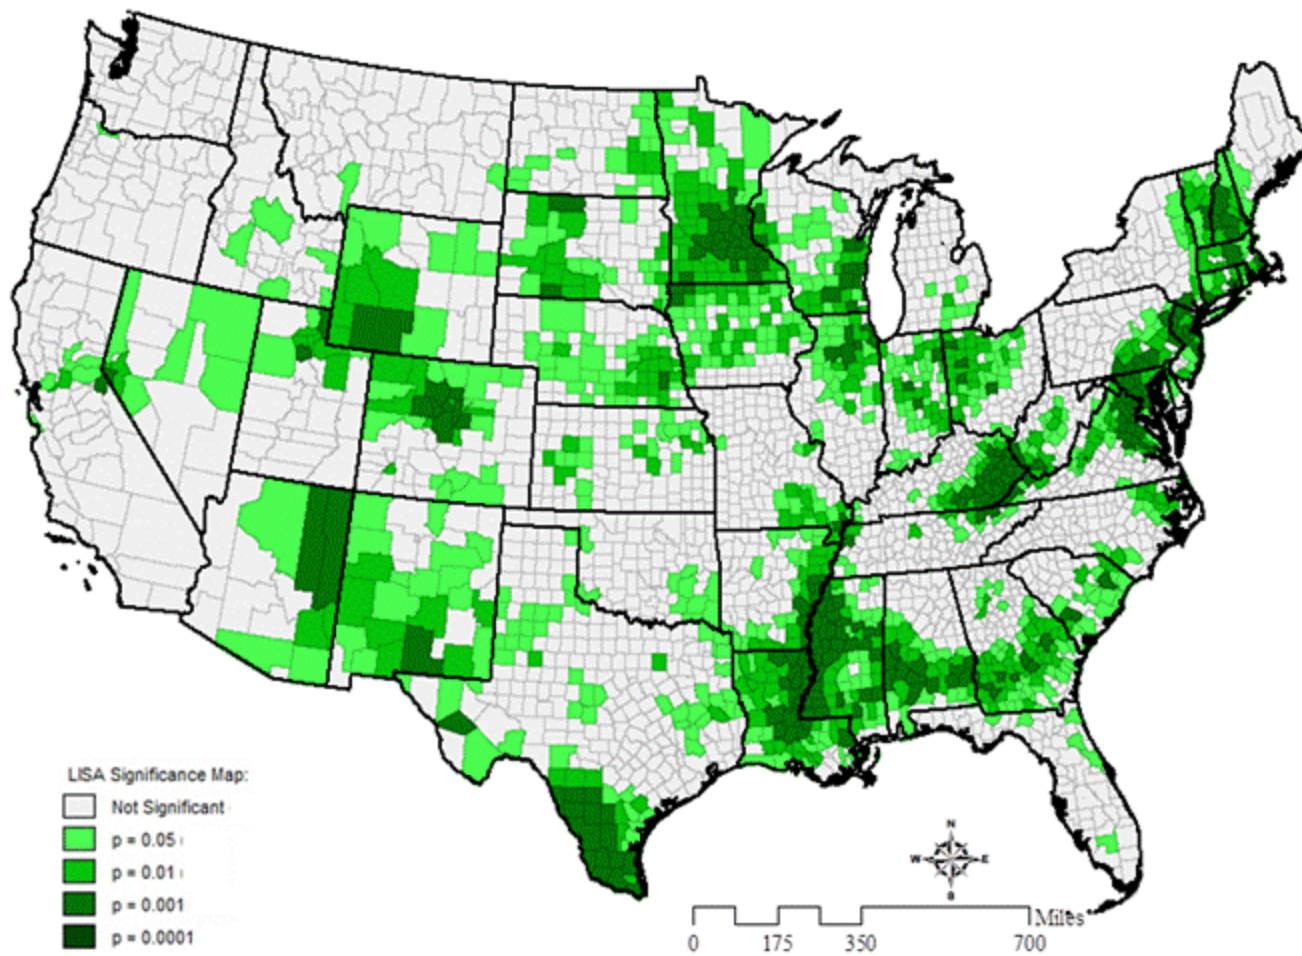 LISA Significance Map:
Not Significant
p = 0.05
p = 0.01
p = 0.001
p = 0.0001
N
W E
S
Miles
0 175 350 700